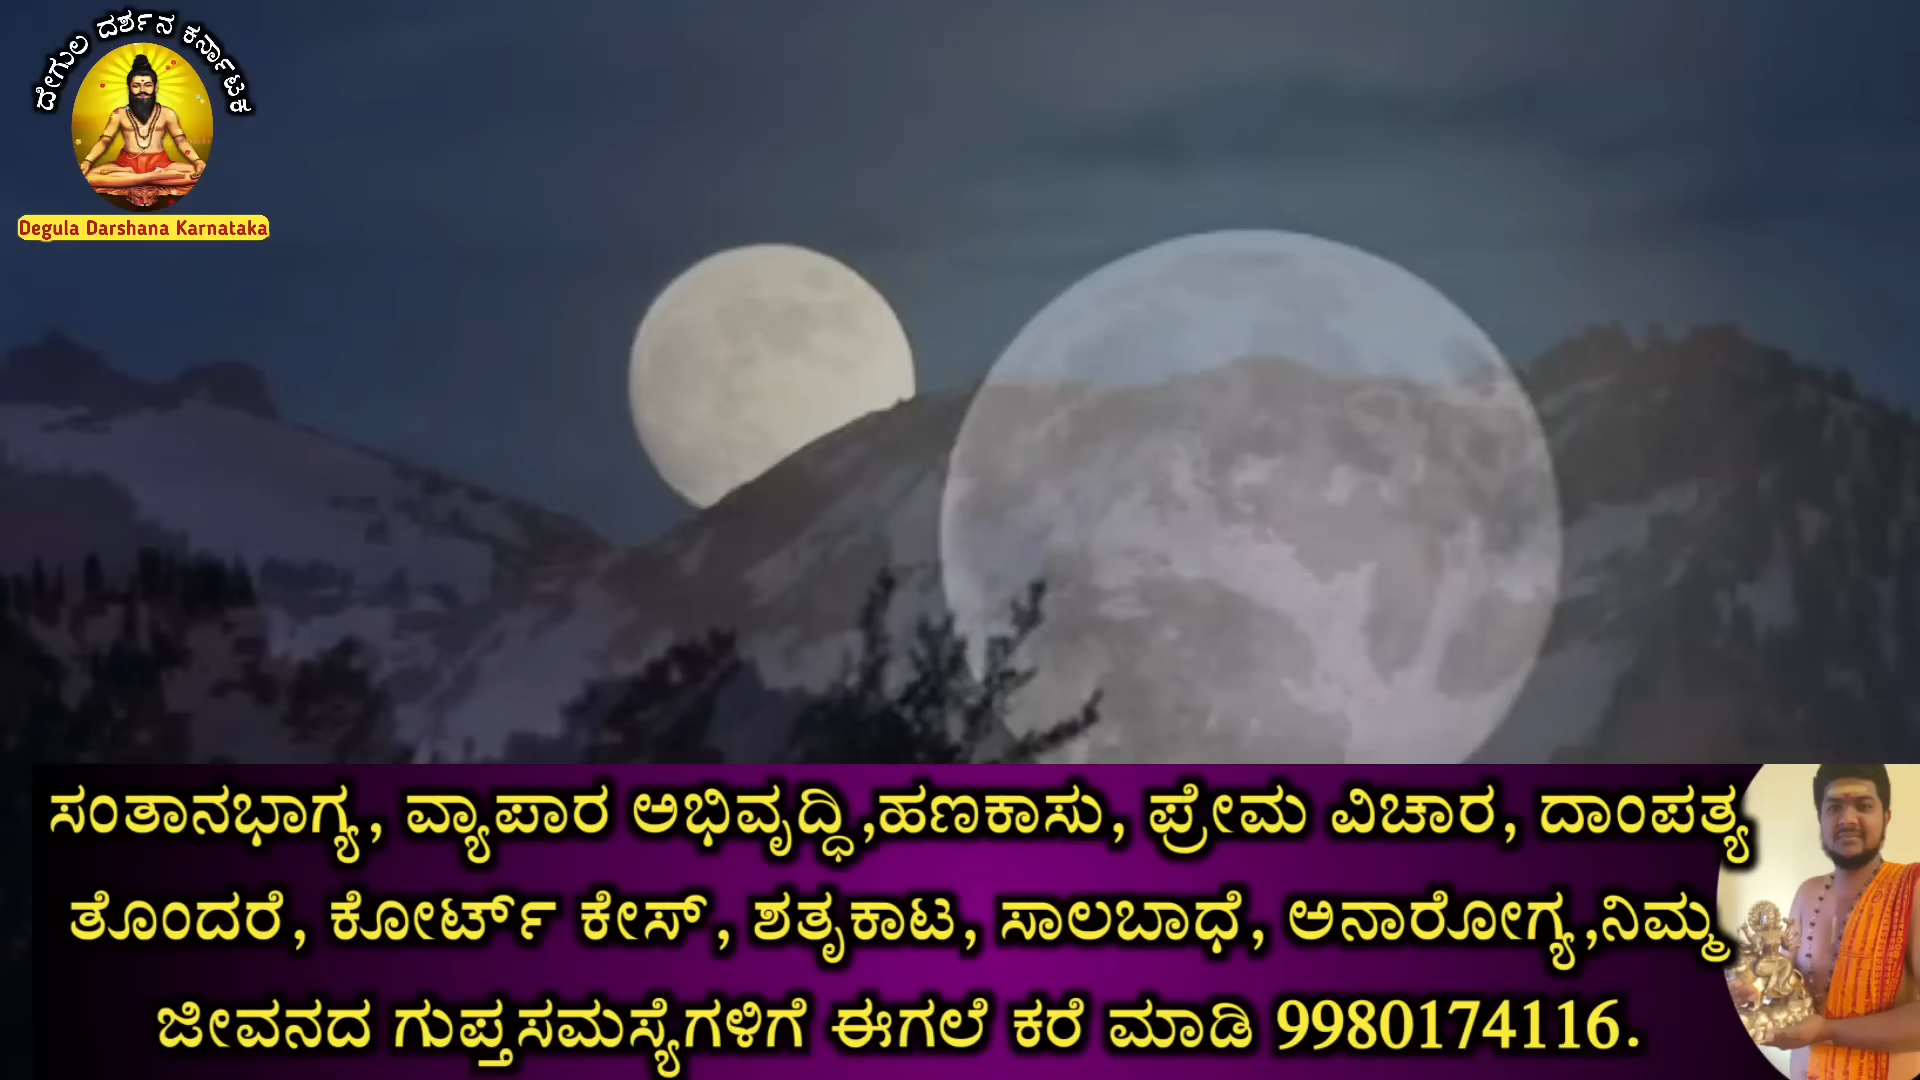 ದೇಗುಲ ದರ್ಶನ ಕರ್ನಾಟಕ
Degula Darshana Karnataka
ಸಂತಾನಭಾಗ್ಯ, ವ್ಯಾಪಾರ ಅಭಿವೃದ್ಧಿ,ಹಣಕಾಸು, ಪ್ರೇಮ ವಿಚಾರ, ದಾಂಪತ್ಯ
ತೊಂದರೆ, ಕೋರ್ಟ್ ಕೇಸ್, ಶತೃಕಾಟ, ಸಾಲಬಾಧೆ, ಅನಾರೋಗ್ಯ,ನಿಮ್ಮ
ಜೀವನದ ಗುಪ್ತಸಮಸ್ಯೆಗಳಿಗೆ ಈಗಲೆ ಕರೆ ಮಾಡಿ 9980174116.